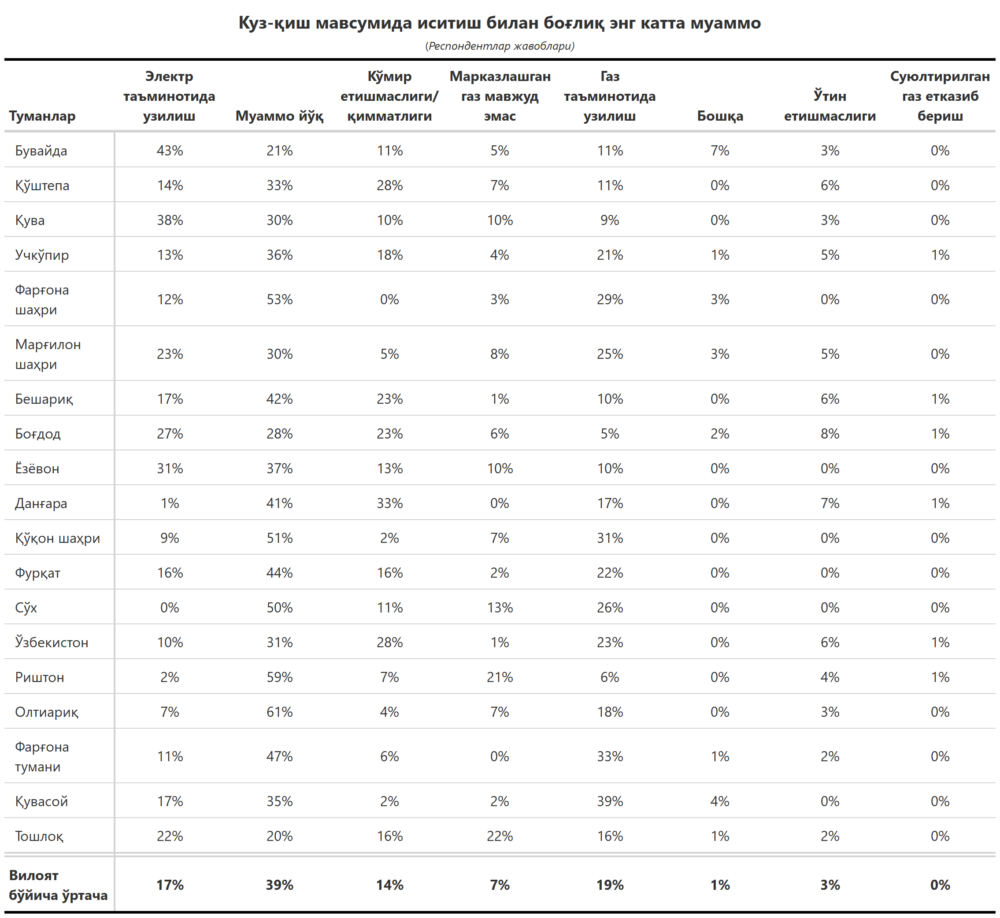 Куз-қиш мавсумида иситиш билан боғлиқ энг катта муаммо
(Респондентлар жавоблари)
Туманлар Электр таъминотида узилиш Муаммо йўқ Кўмир етишмаслиги/ қимматлиги Марказлашган газ мавжуд эмас Газ таъминотида узилиш Бошқа Ўтин етишмаслиги Суюлтирилган газ етказиб бериш
Бувайда 43% 21% 11% 5% 11% 7% 3% 0%
Қўштепа 14% 33% 28% 7% 11% 0% 6% 0%
Қува 38% 30% 10% 10% 9% 0% 3% 0%
Учкўпир 13% 36% 18% 4% 21% 1% 5% 1%
Фарғона шаҳри 12% 53% 0% 3% 29% 3% 0% 0%
Марғилон шаҳри 23% 30% 5% 8% 25% 3% 5% 0%
Бешариқ 17% 42% 23% 1% 10% 0% 6% 1%
Боғдод 27% 28% 23% 6% 5% 2% 8% 1%
Ёзёвон 31% 37% 13% 10% 10% 0% 0% 0%
Данғара 1% 41% 33% 0% 17% 0% 7% 1%
Қўқон шаҳри 9% 51% 2% 7% 31% 0% 0% 0%
Фурқат 16% 44% 16% 2% 22% 0% 0% 0%
Сўх 0% 50% 11% 13% 26% 0% 0% 0%
Ўзбекистон 10% 31% 28% 1% 23% 0% 6% 1%
Риштон 2% 59% 7% 21% 6% 0% 4% 1%
Олтиариқ 7% 61% 4% 7% 18% 0% 3% 0%
Фарғона тумани 11% 47% 6% 0% 33% 1% 2% 0%
Қувасой 17% 35% 2% 2% 39% 4% 0% 0%
Тошлоқ 22% 20% 16% 22% 16% 1% 2% 0%
Вилоят бўйича ўртача 17% 39% 14% 7% 19% 1% 3% 0%